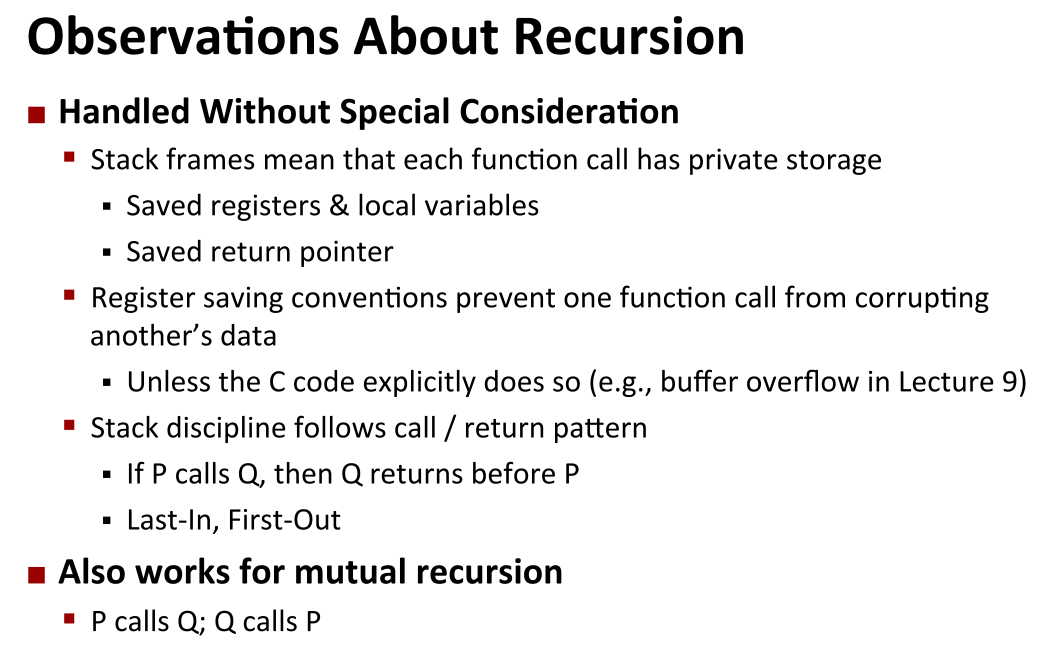 Observations About Recursion
Handled Without Special Consideration
Stack frames mean that each function call has private storage
Saved registers & local variables
Saved return pointer
Register saving conventions prevent one function call from corrupting
another’s data
Unless the C code explicitly does so (e.g., buffer overflow in Lecture 9)
Stack discipline follows call / return pattern
If P calls Q, then Q returns before P
Last-In, First-Out
Also works for mutual recursion
P calls Q; Q calls P